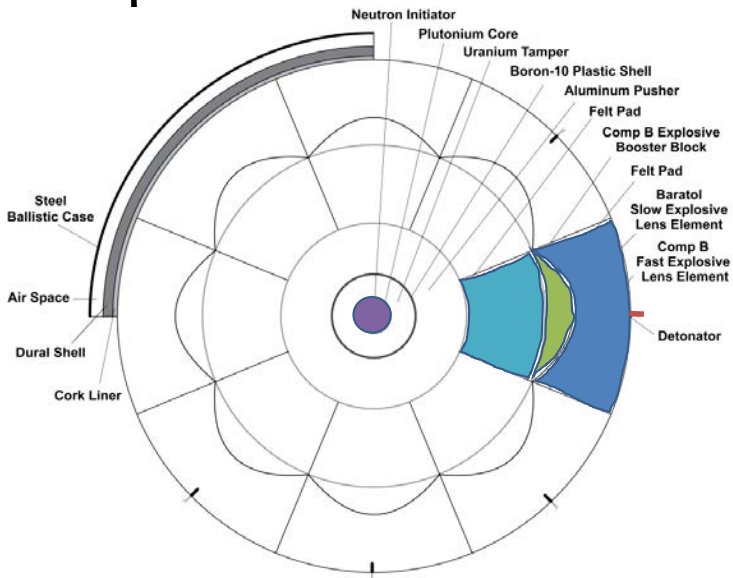 Neutron Initiator
Plutonium Core
Uranium Tamper
Boron-10 Plastic Shell
Aluminum Pusher
Felt Pad
Comp B Explosive
Booster Block
Felt Pad
Baratol
Slow Explosive
Lens Element
Comp B
Fast Explosive
Lens Element
Detonator
Steel
Ballistic Case
Air Space
Dural Shell
Cork Liner